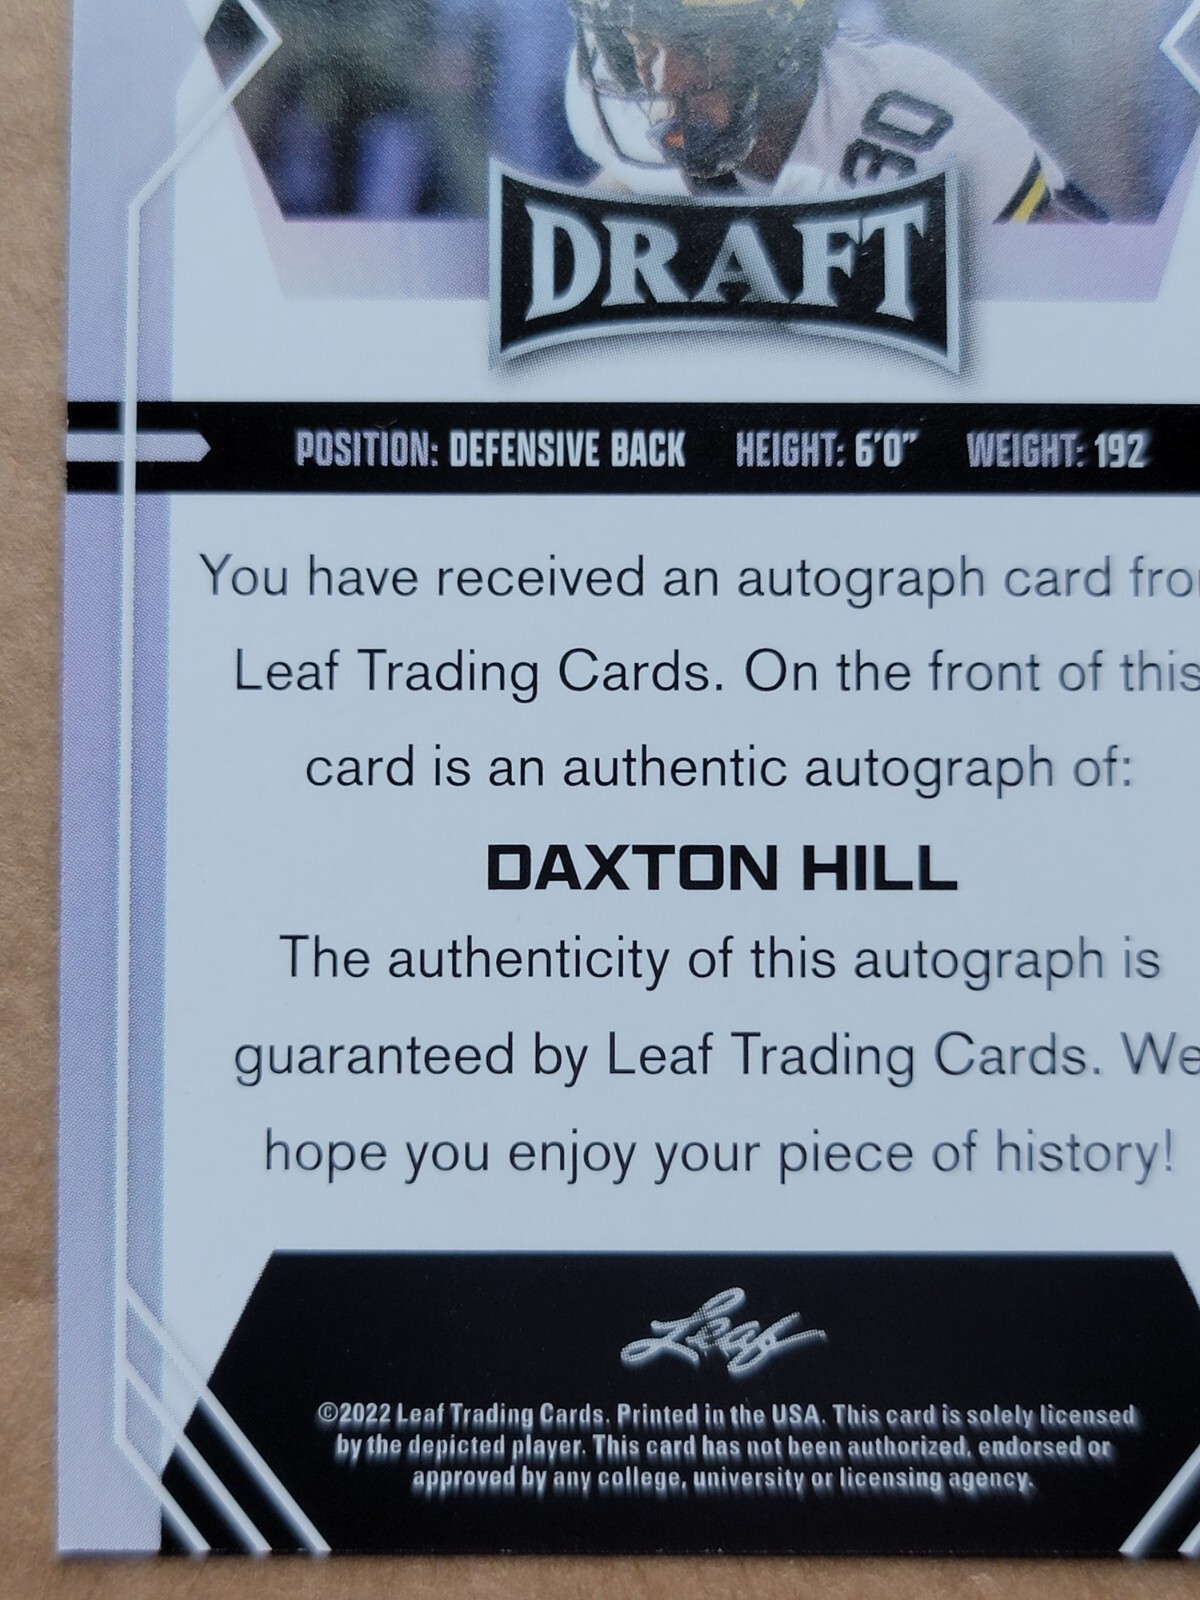 30
DRAFT
POSITION: DEFENSIVE BACK HEIGHT: 6'0" WEIGHT: 192
You have received an autograph card
Leaf Trading Cards. On the front of this
card is an authentic autograph of:
DAXTON HILL
The authenticity of this autograph is
guaranteed by Leaf Trading Cards. We
hope you enjoy your piece of history!
Leaf
©2022 Leaf Trading Cards. Printed in the USA. This card is solely licensed
by the depicted player. This card has not been authorized, endorsed or
approved by any college, university or licensing agency.